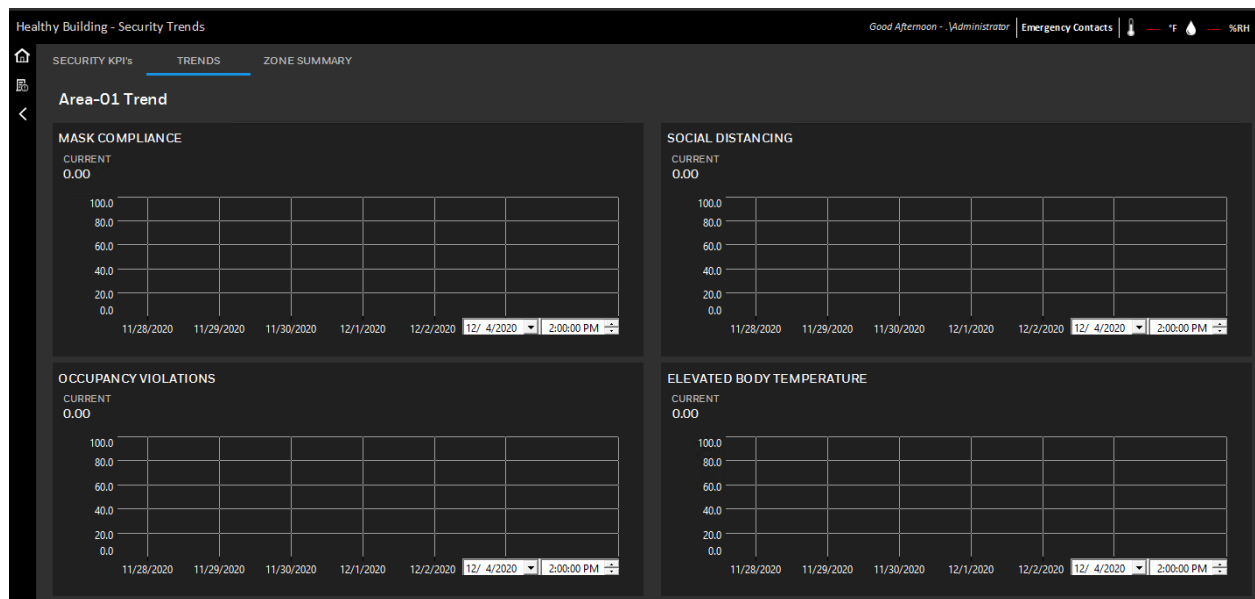 Healthy Building - Security Trends
Good Afternoon - .\Administrator Emergency Contacts --- °F --- %RH
SECURITY KPI's TRENDS ZONE SUMMARY
Area-01 Trend
MASK COMPLIANCE
CURRENT
0.00
100.0
80.0
60.0
40.0
20.0
0.0
11/28/2020 11/29/2020 11/30/2020 12/1/2020 12/2/2020 12/ 4/2020 2:00:00 PM
SOCIAL DISTANCING
CURRENT
0.00
100.0
80.0
60.0
40.0
20.0
0.0
11/28/2020 11/29/2020 11/30/2020 12/1/2020 12/2/2020 12/ 4/2020 2:00:00 PM
OCCUPANCY VIOLATIONS
CURRENT
0.00
100.0
80.0
60.0
40.0
20.0
0.0
11/28/2020 11/29/2020 11/30/2020 12/1/2020 12/2/2020 12/ 4/2020 2:00:00 PM
ELEVATED BODY TEMPERATURE
CURRENT
0.00
100.0
80.0
60.0
40.0
20.0
0.0
11/28/2020 11/29/2020 11/30/2020 12/1/2020 12/2/2020 12/ 4/2020 2:00:00 PM